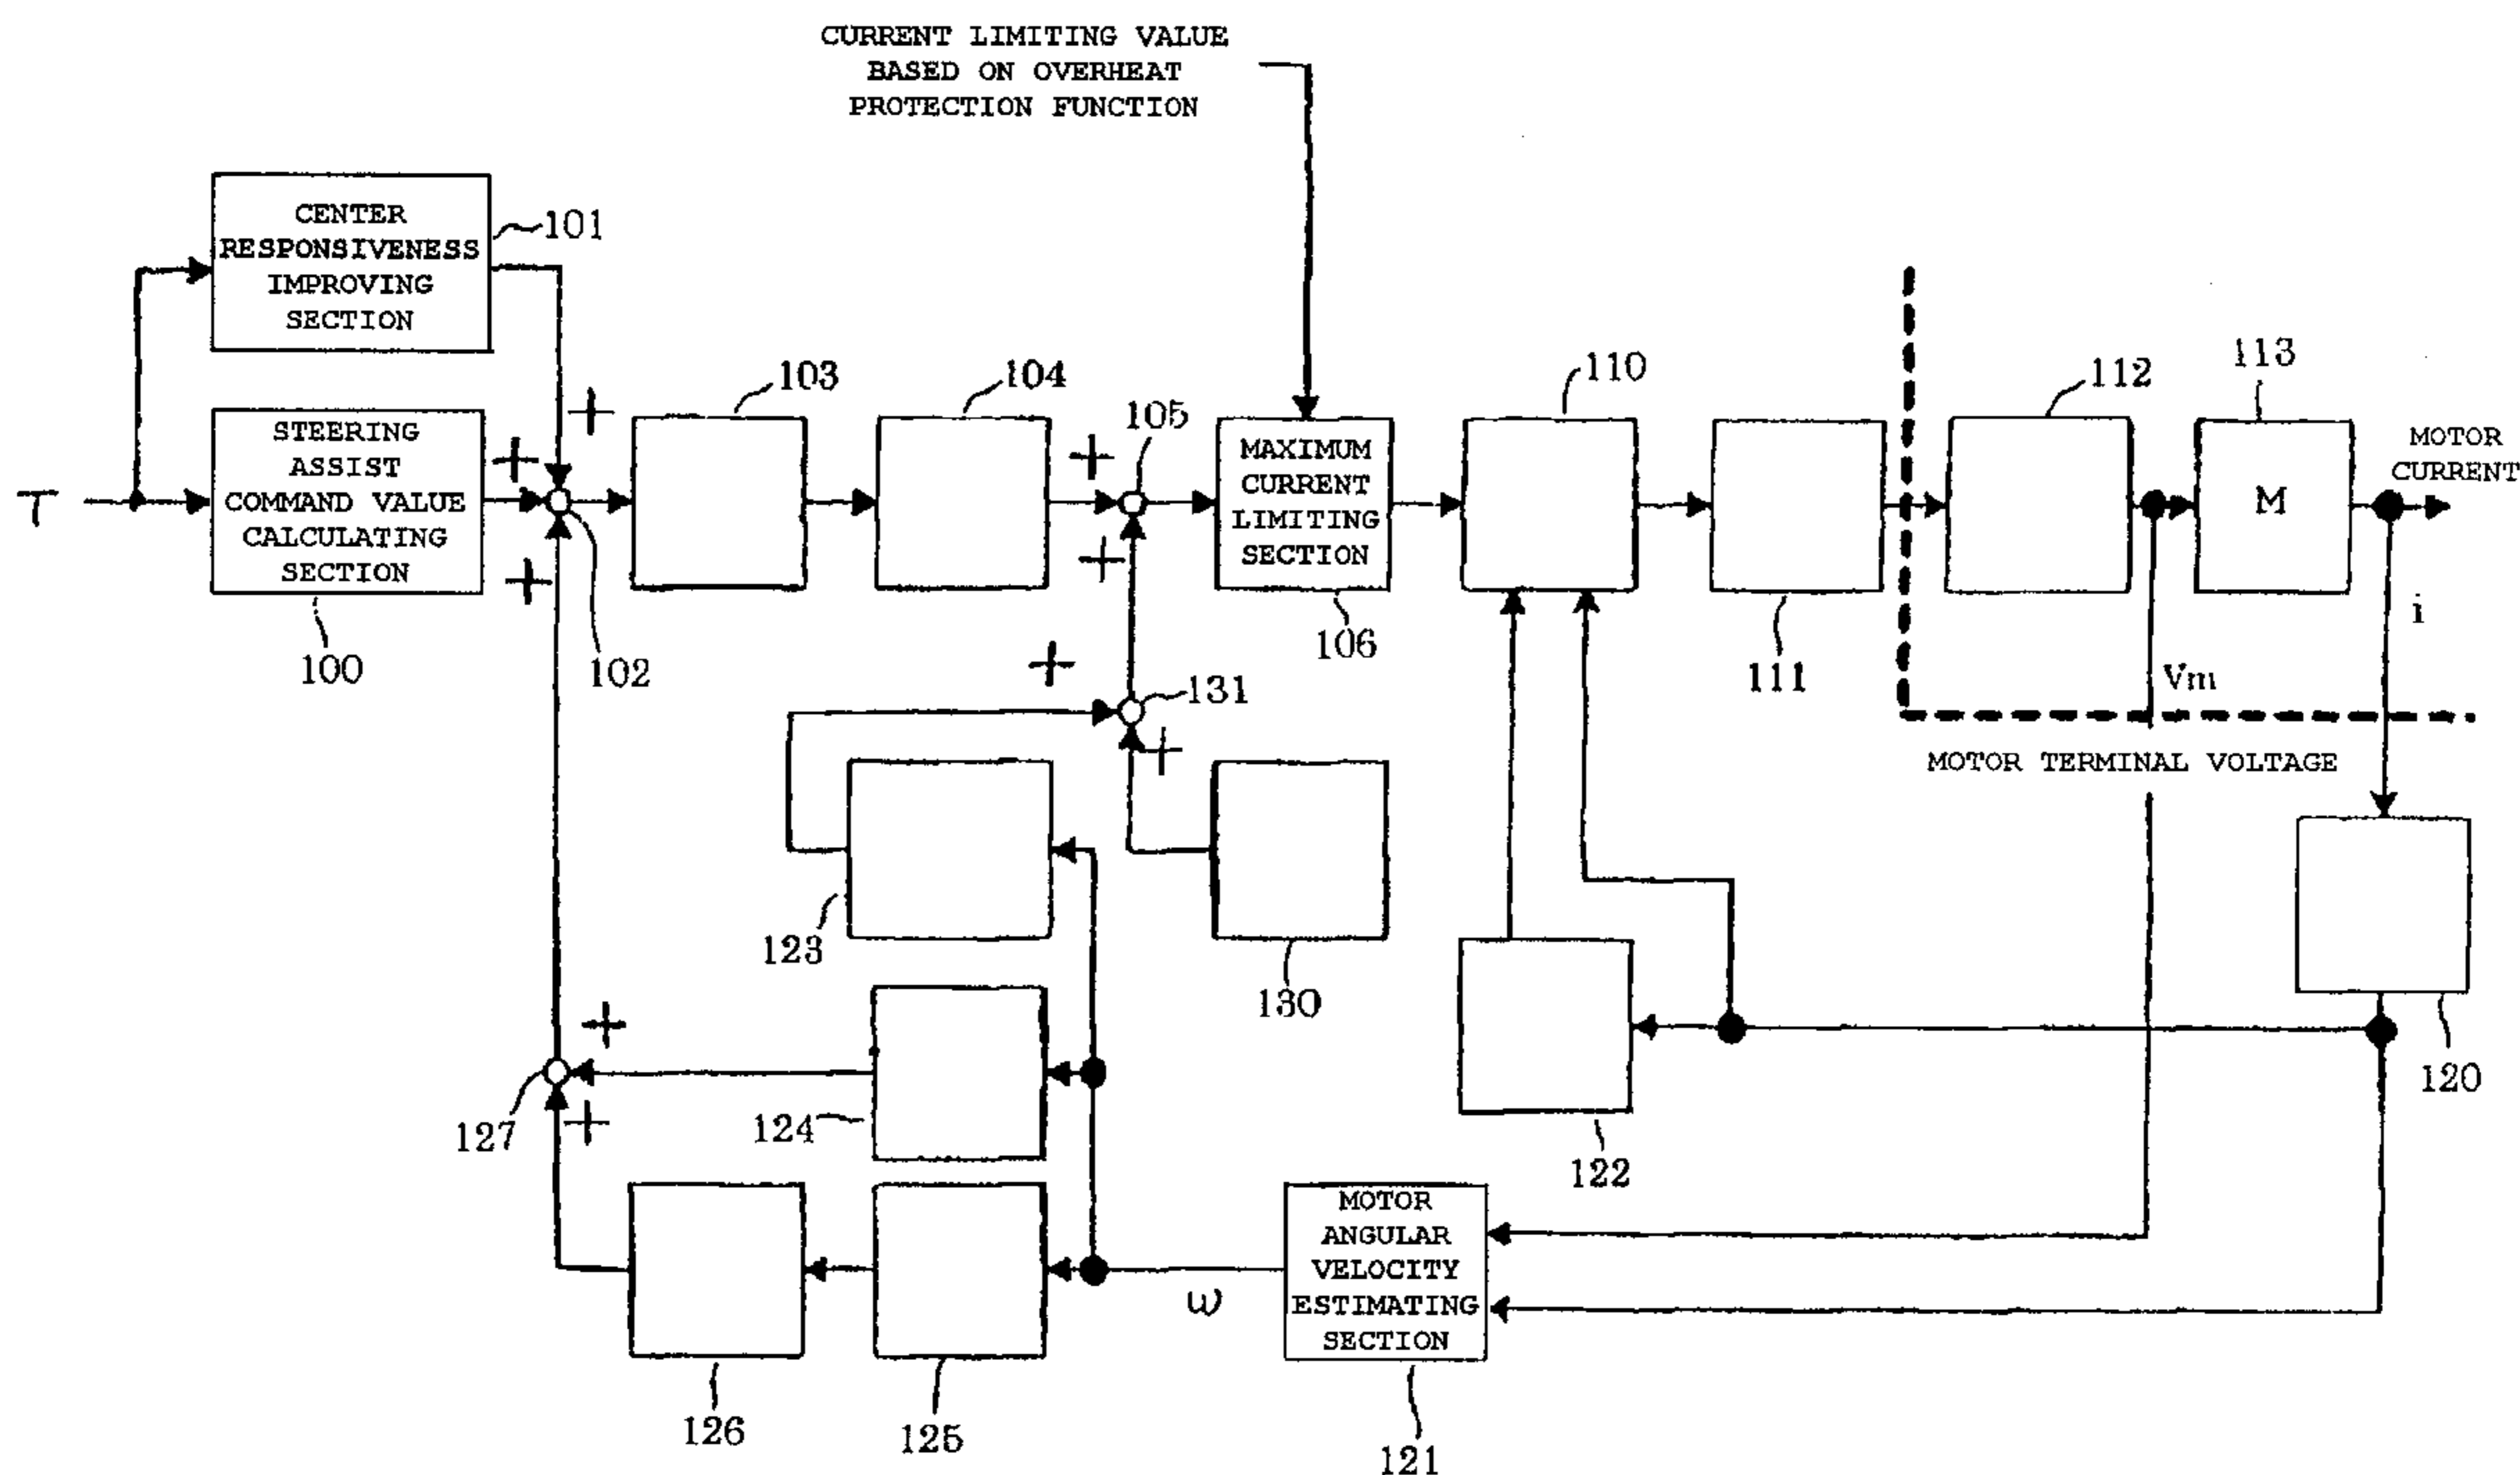 CURRENT LIMITING VALUE
BASED ON OVERHEAT
PROTECTION FUNCTION
CENTER
RESPONSIVENESS
IMPROVING
SECTION
101
STEERING
ASSIST
COMMAND VALUE
CALCULATING
SECTION
100
T
+
+
+
102
103
104
+
+
105
MAXIMUM
CURRENT
LIMITING
SECTION
106
110
111
112
113
M
MOTOR
CURRENT
i
Vm
MOTOR TERMINAL VOLTAGE
+
131
+
123
130
120
122
+
127
+
124
126
125
ω
MOTOR
ANGULAR
VELOCITY
ESTIMATING
SECTION
121